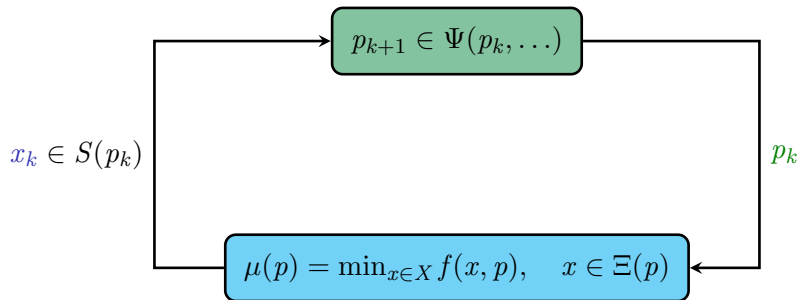 p_{k+1} ∈ Ψ(p_k, …)
x_k ∈ S(p_k)
p_k
μ(p) = min_{x∈X} f(x, p),  x ∈ Ξ(p)